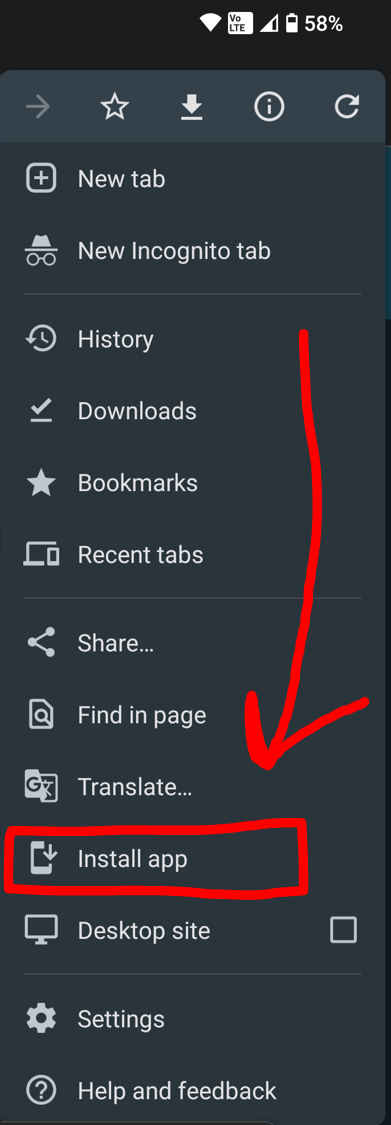 Vo
LTE
58%
New tab
New Incognito tab
History
Downloads
Bookmarks
Recent tabs
Share...
Find in page
Translate...
Install app
Desktop site
Settings
Help and feedback